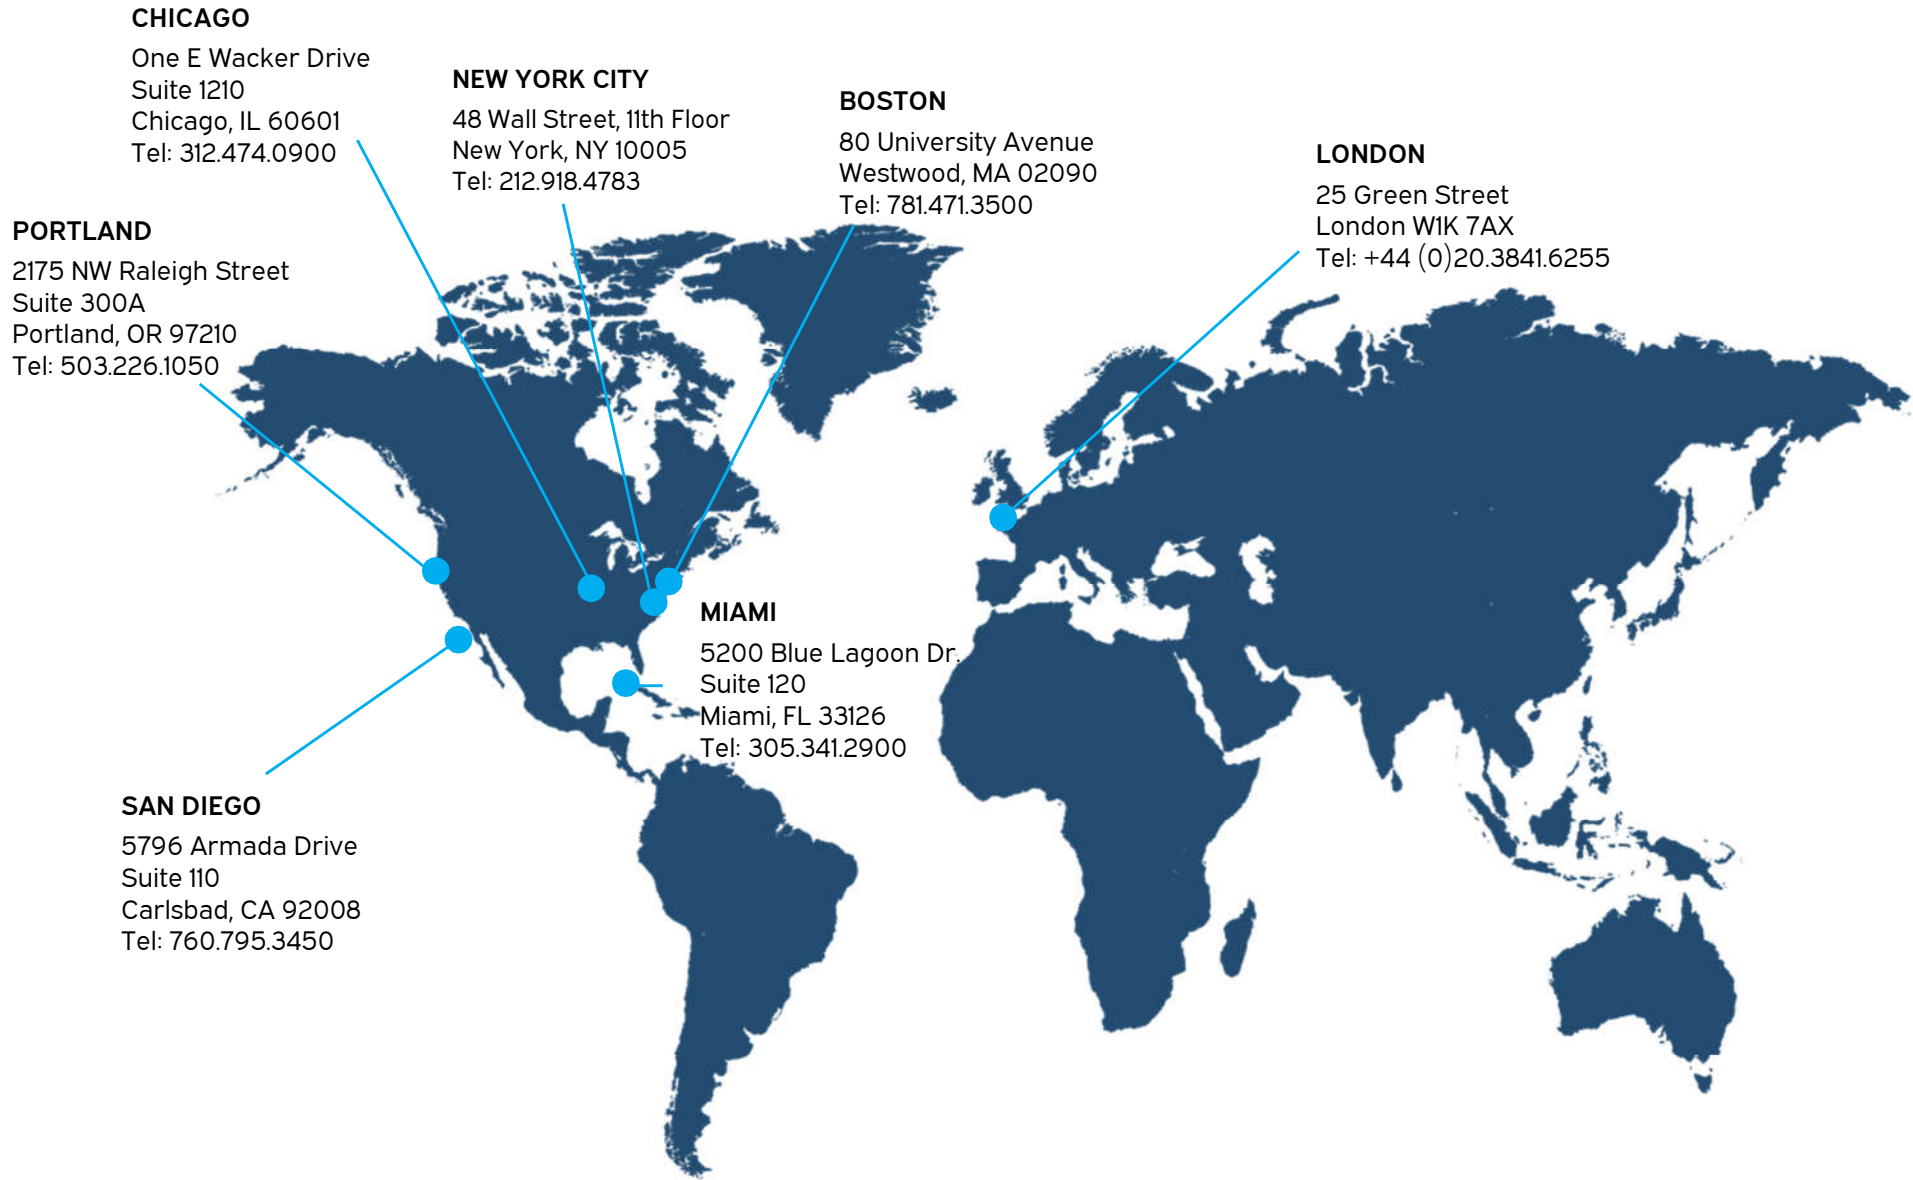 CHICAGO
One E Wacker Drive
Suite 1210
Chicago, IL 60601
Tel: 312.474.0900
NEW YORK CITY
48 Wall Street, 11th Floor
New York, NY 10005
Tel: 212.918.4783
BOSTON
80 University Avenue
Westwood, MA 02090
Tel: 781.471.3500
LONDON
25 Green Street
London W1K 7AX
Tel: +44 (0)20.3841.6255
PORTLAND
2175 NW Raleigh Street
Suite 300A
Portland, OR 97210
Tel: 503.226.1050
MIAMI
5200 Blue Lagoon Dr.
Suite 120
Miami, FL 33126
Tel: 305.341.2900
SAN DIEGO
5796 Armada Drive
Suite 110
Carlsbad, CA 92008
Tel: 760.795.3450